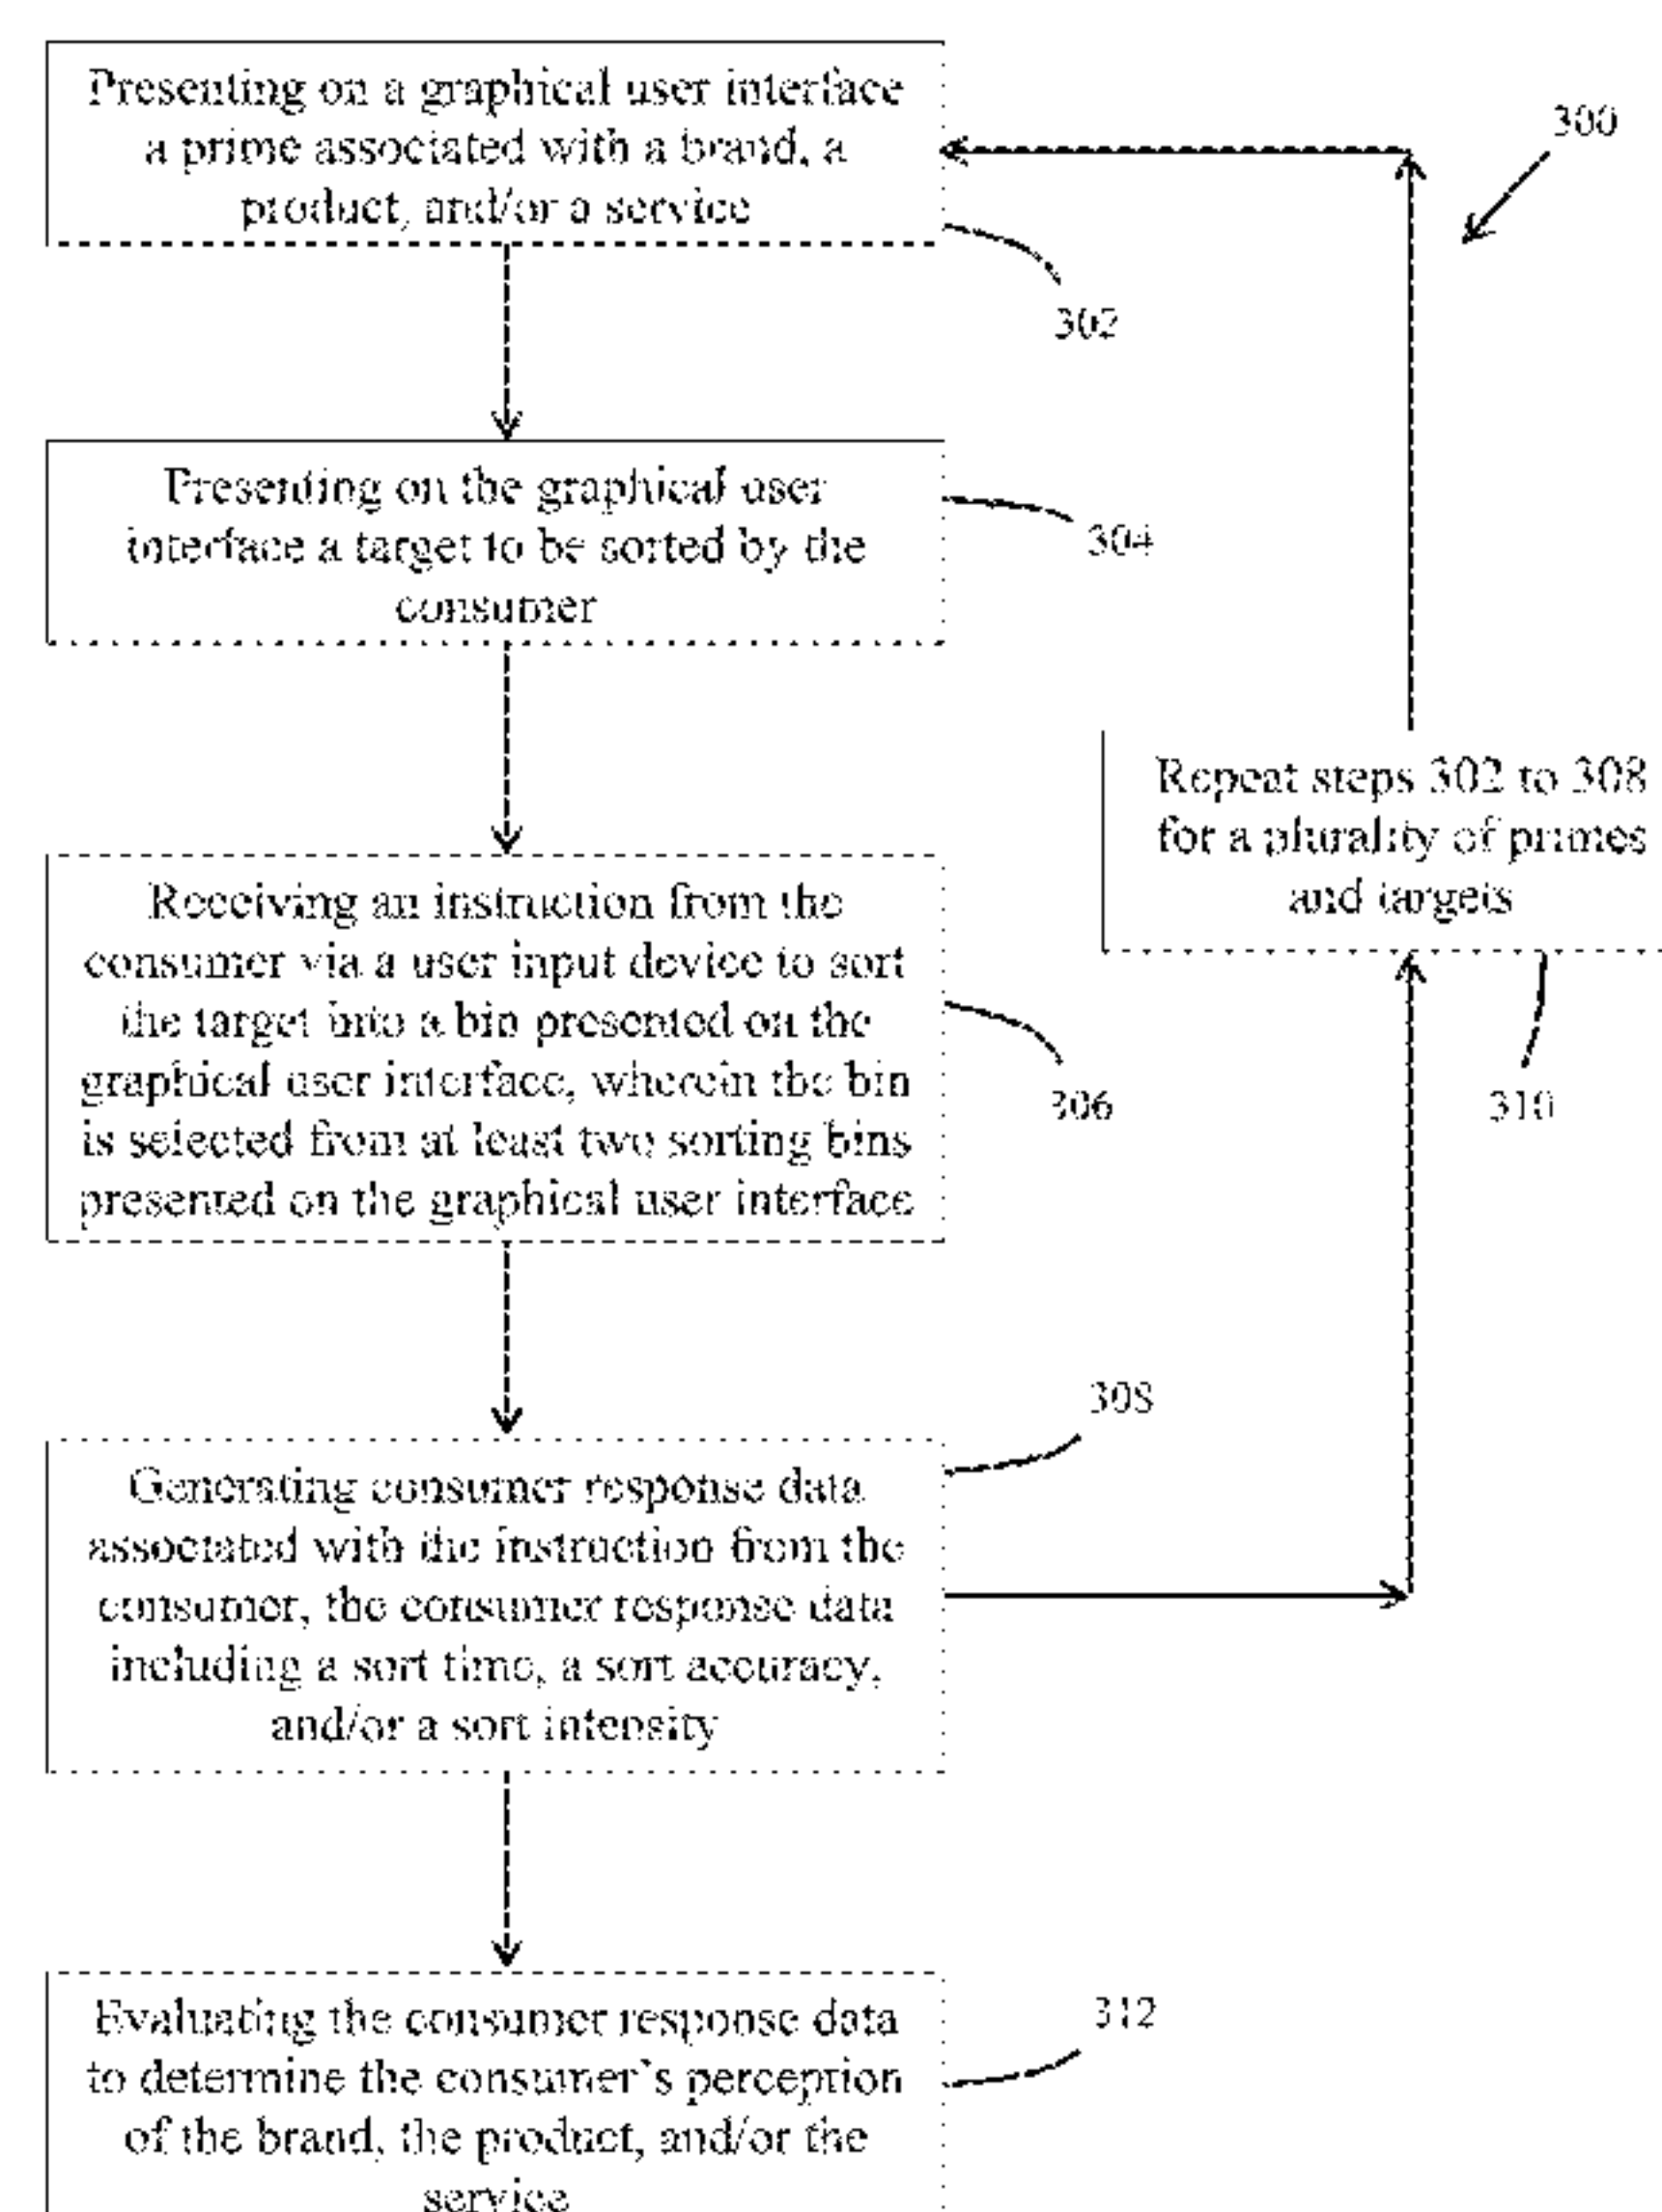 Presenting on a graphical user interface
a prime associated with a brand, a
product, and/or a service
300
302
Presenting on the graphical user
interface a target to be sorted by the
consumer
304
Repeat steps 302 to 308
for a plurality of primes
and targets
310
Receiving an instruction from the
consumer via a user input device to sort
the target into a bin presented on the
graphical user interface, wherein the bin
is selected from at least two sorting bins
presented on the graphical user interface
306
308
Generating consumer response data
associated with the instruction from the
consumer, the consumer response data
including a sort time, a sort accuracy,
and/or a sort intensity
312
Evaluating the consumer response data
to determine the consumer's perception
of the brand, the product, and/or the
service